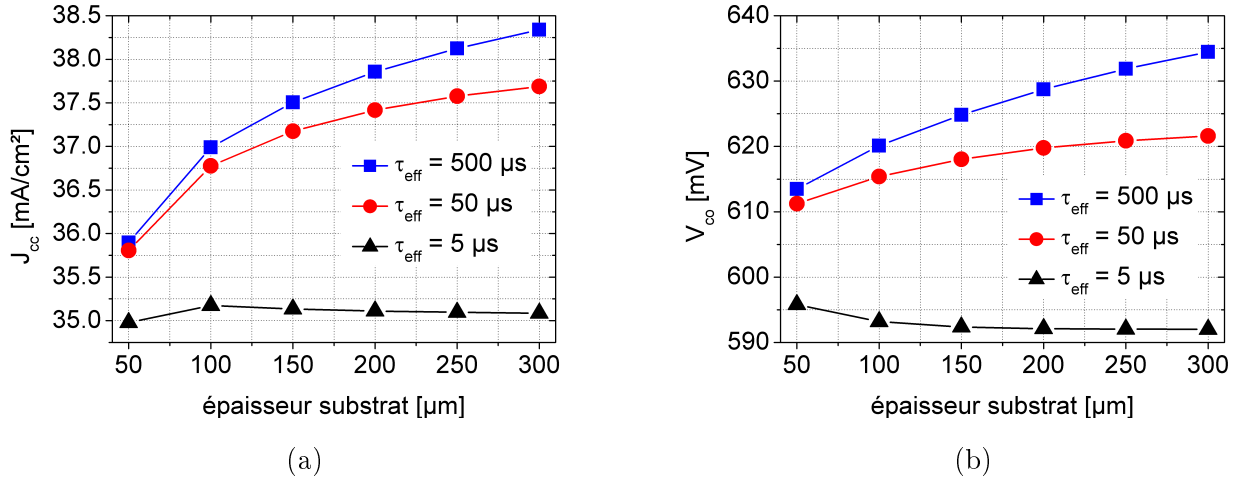 38.5
38.0
37.5
37.0
36.5
36.0
35.5
35.0
J_cc [mA/cm²]
τ_eff = 500 µs
τ_eff = 50 µs
τ_eff = 5 µs
50 100 150 200 250 300
épaisseur substrat [µm]
(a)
640
630
620
610
600
590
V_co [mV]
τ_eff = 500 µs
τ_eff = 50 µs
τ_eff = 5 µs
50 100 150 200 250 300
épaisseur substrat [µm]
(b)